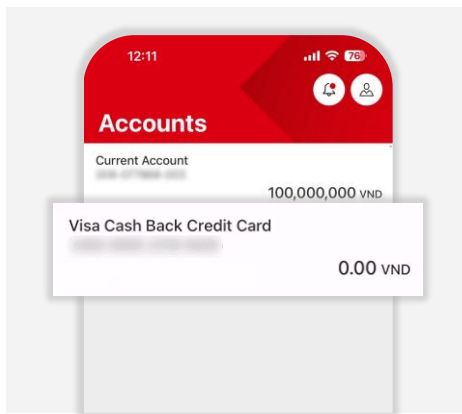 12:11
76
Accounts
Current Account
100,000,000 VND
Visa Cash Back Credit Card
0.00 VND